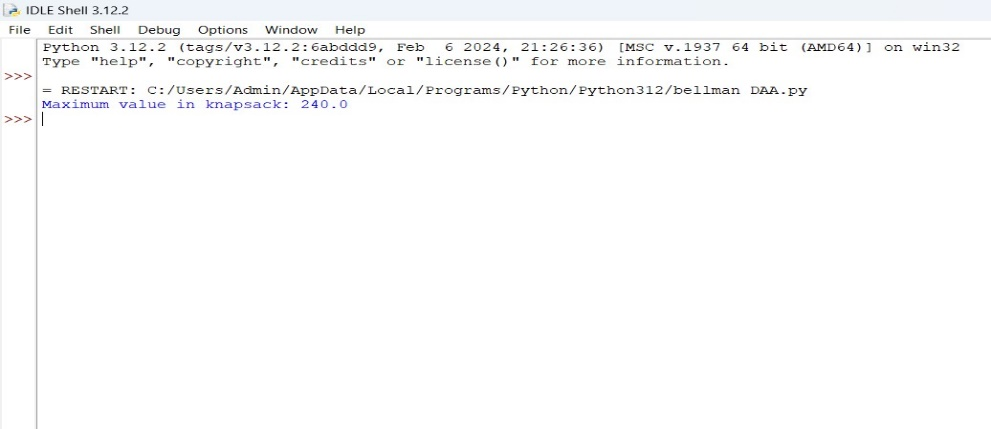 IDLE Shell 3.12.2
File Edit Shell Debug Options Window Help
Python 3.12.2 (tags/v3.12.2:6abddd9, Feb  6 2024, 21:26:36) [MSC v.1937 64 bit (AMD64)] on win32
Type "help", "copyright", "credits" or "license()" for more information.
>>>
= RESTART: C:/Users/Admin/AppData/Local/Programs/Python/Python312/bellman DAA.py
Maximum value in knapsack: 240.0
>>>